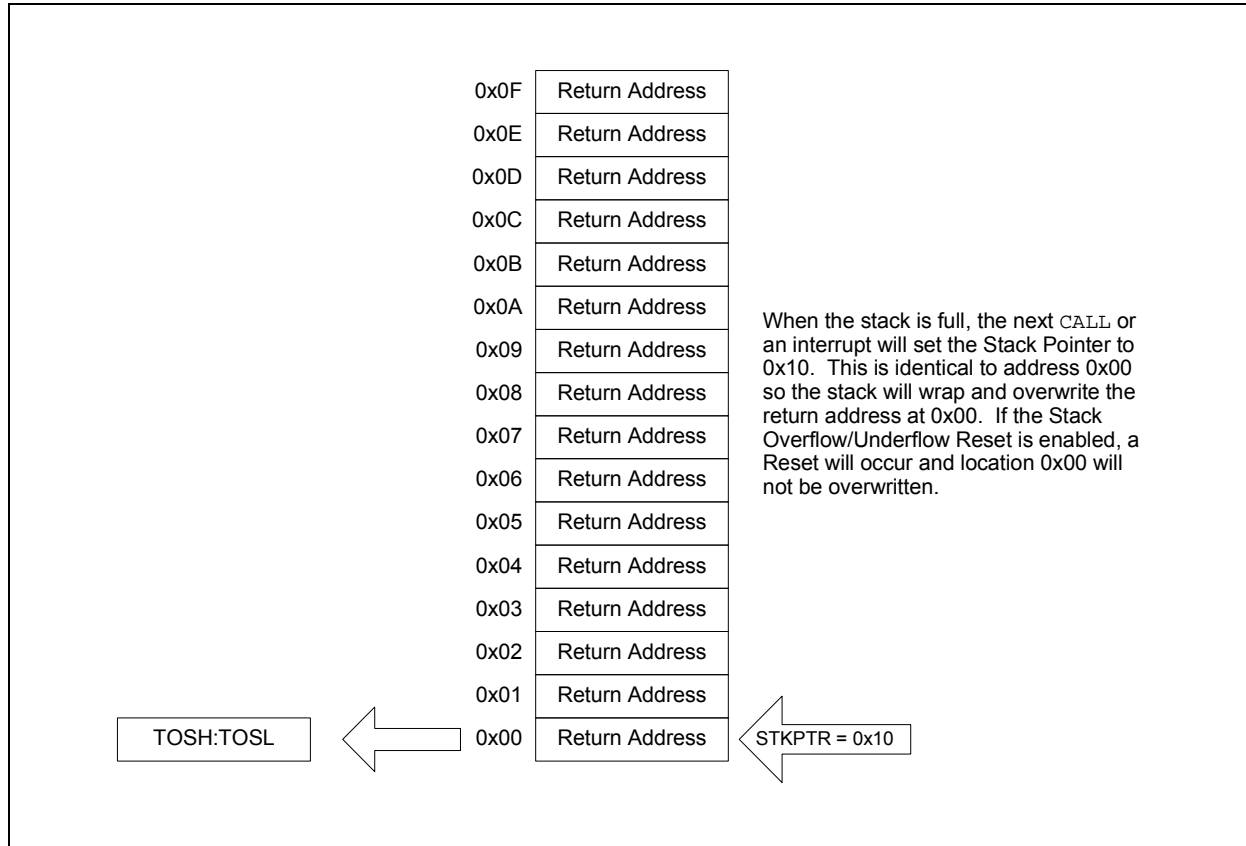 0x0F Return Address
0x0E Return Address
0x0D Return Address
0x0C Return Address
0x0B Return Address
0x0A Return Address
0x09 Return Address
0x08 Return Address
0x07 Return Address
0x06 Return Address
0x05 Return Address
0x04 Return Address
0x03 Return Address
0x02 Return Address
0x01 Return Address
TOSH:TOSL 0x00 Return Address STKPTR = 0x10
When the stack is full, the next CALL or
an interrupt will set the Stack Pointer to
0x10. This is identical to address 0x00
so the stack will wrap and overwrite the
return address at 0x00. If the Stack
Overflow/Underflow Reset is enabled, a
Reset will occur and location 0x00 will
not be overwritten.